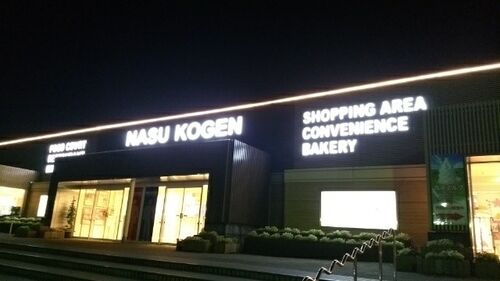 FOOD COURT
NASU KOGEN
SHOPPING AREA
CONVENIENCE
BAKERY